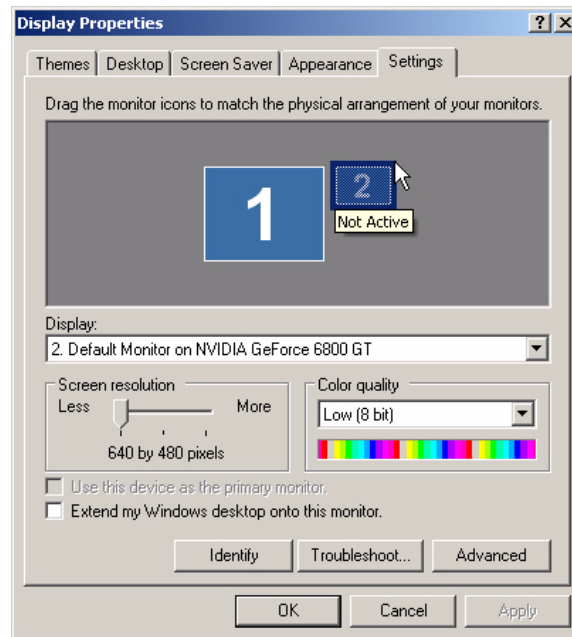 Display Properties
Themes Desktop Screen Saver Appearance Settings
Drag the monitor icons to match the physical arrangement of your monitors.
1 2
Not Active
Display:
2. Default Monitor on NVIDIA GeForce 6800 GT
Screen resolution
Less More
640 by 480 pixels
Color quality
Low (8 bit)
Use this device as the primary monitor.
Extend my Windows desktop onto this monitor.
Identify Troubleshoot... Advanced
OK Cancel Apply